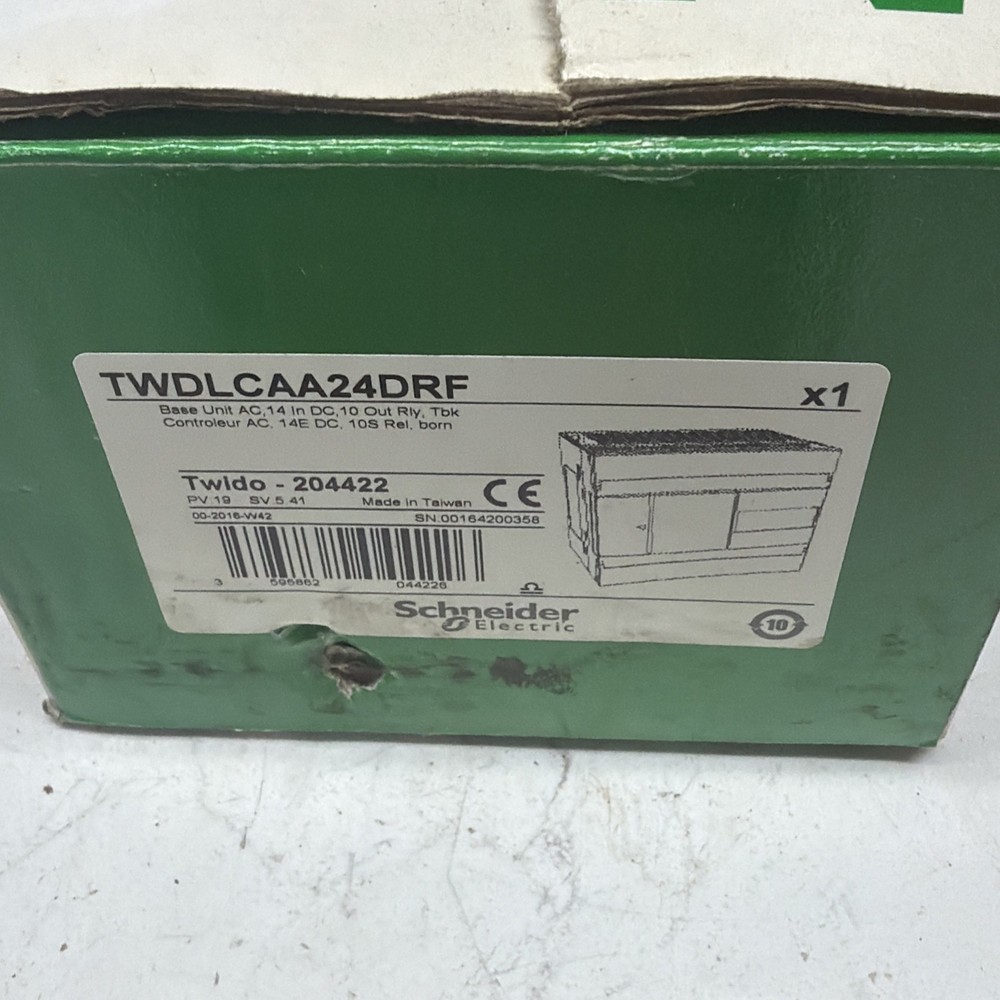 TWDLCAA24DRF
x1
Base Unit AC,14 In DC,10 Out Rly, Tbk
Controleur AC. 14E DC, 10S Rel, born
Twido - 204422
PV.19 SV.5.41 Made in Taiwan CE
00-2016-W42 SN.00164200358
3 595862 044226
Schneider
Electric
10